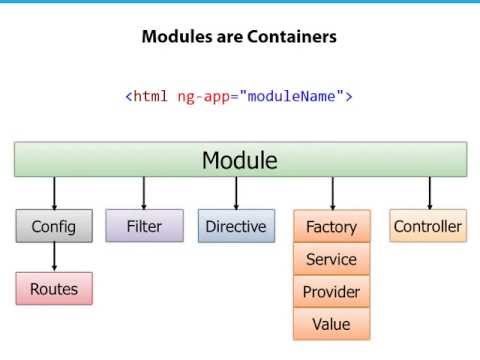 Modules are Containers
<html ng-app="moduleName">
Module
Config
Filter
Directive
Factory
Controller
Service
Routes
Provider
Value